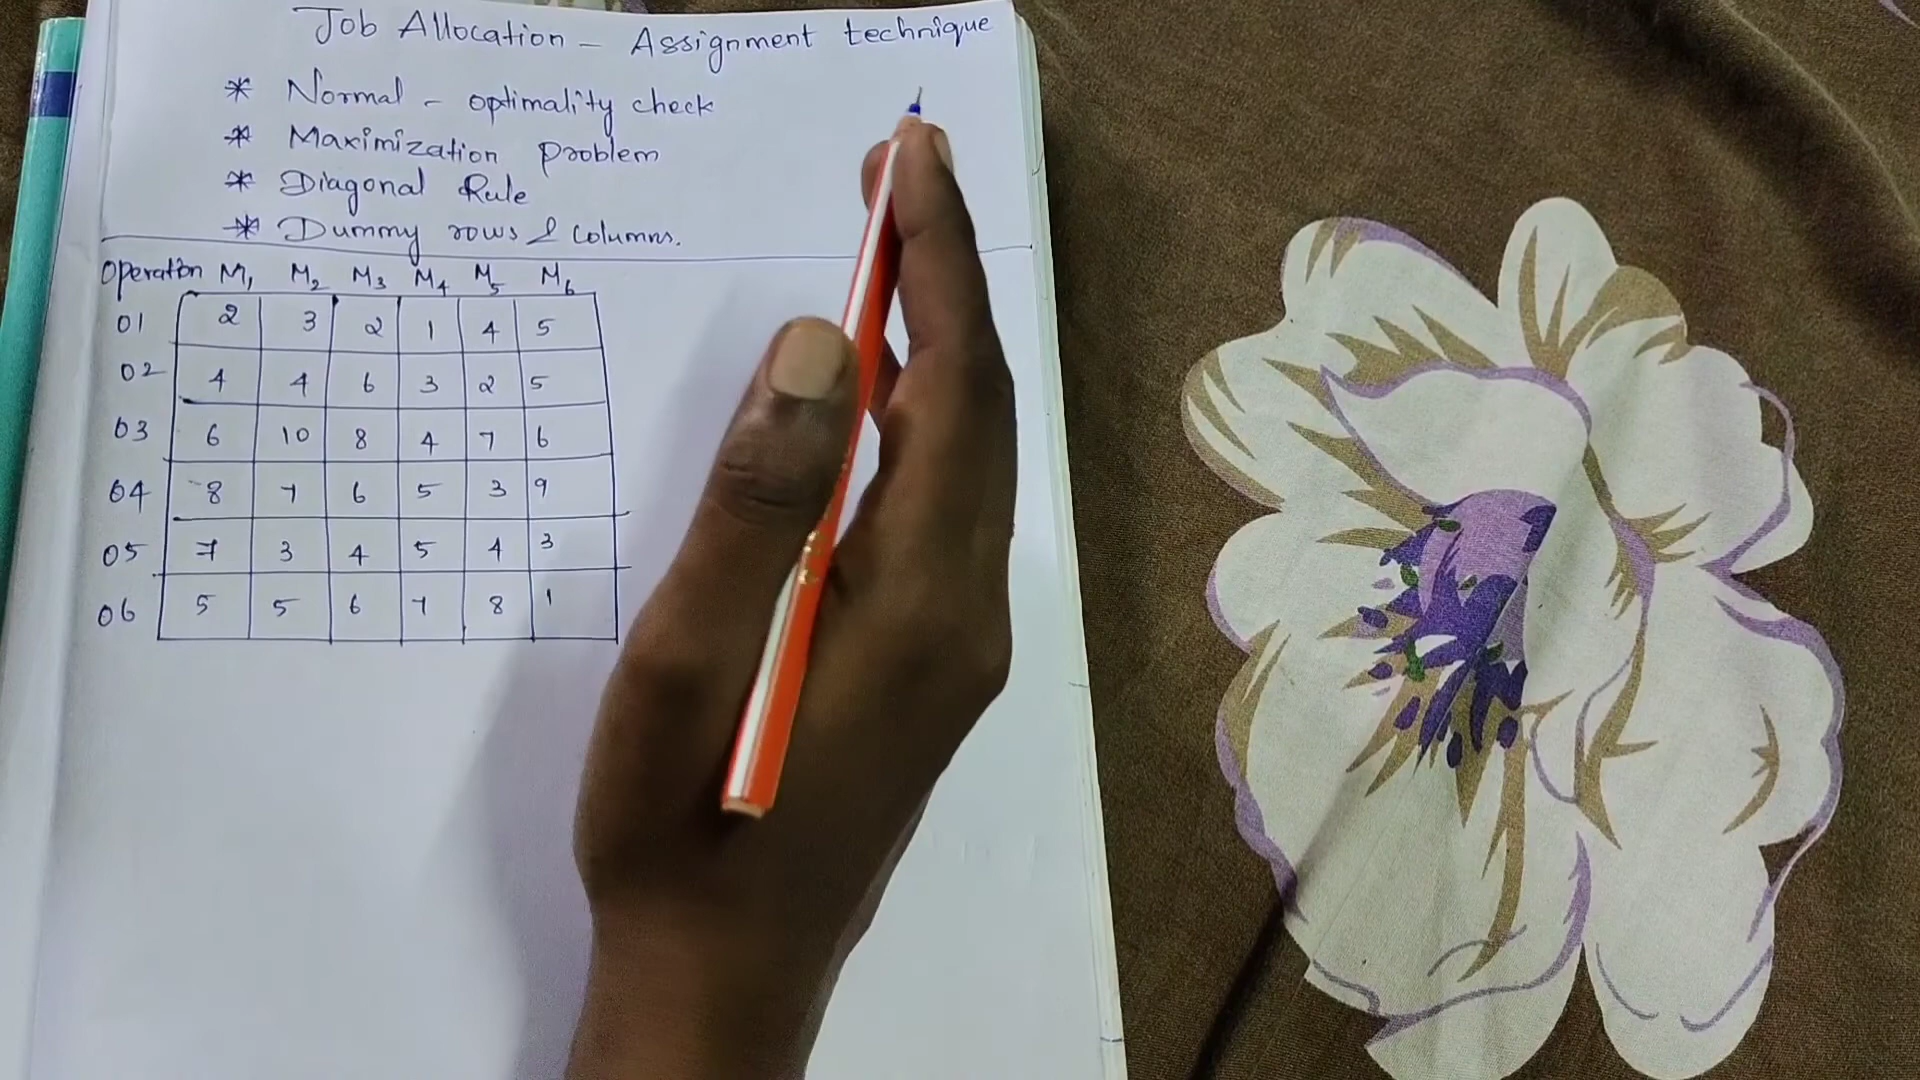 Job Allocation - Assignment technique
* Normal - optimality check
* Maximization problem
* Diagonal Rule
* Dummy rows & columns.
Operation M1 M2 M3 M4 M5 M6
01 2 3 2 1 4 5
02 4 4 6 3 2 5
03 6 10 8 4 7 6
04 8 7 6 5 3 9
05 7 3 4 5 4 3
06 5 5 6 7 8 1